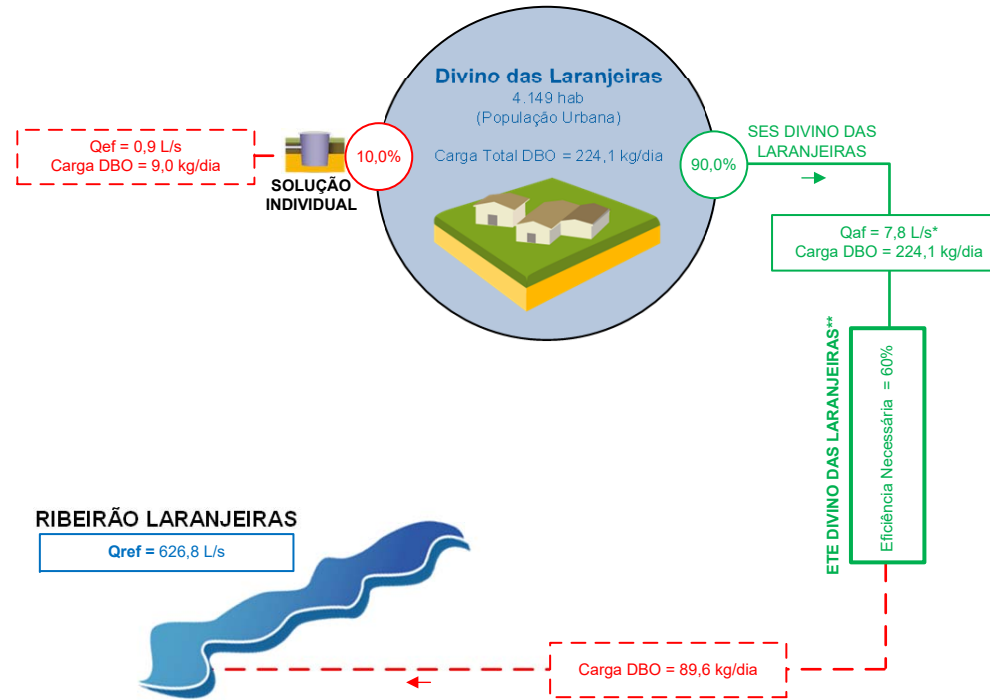 Divino das Laranjeiras
4.149 hab
(População Urbana)
Carga Total DBO = 224,1 kg/dia
Qef = 0,9 L/s
Carga DBO = 9,0 kg/dia
10,0%
SOLUÇÃO
INDIVIDUAL
90,0%
SES DIVINO DAS
LARANJEIRAS
Qaf = 7,8 L/s*
Carga DBO = 224,1 kg/dia
ETE DIVINO DAS LARANJEIRAS**
Eficiência Necessária = 60%
RIBEIRÃO LARANJEIRAS
Qref = 626,8 L/s
Carga DBO = 89,6 kg/dia